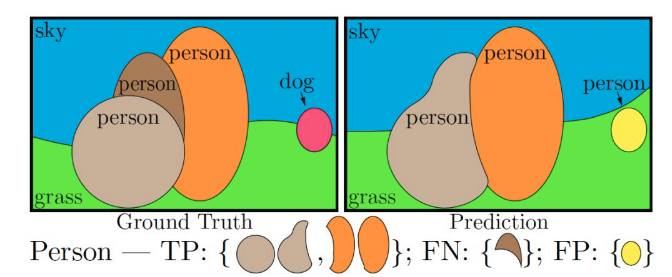 sky
person
person
dog
person
grass
sky
person
person
person
grass
Ground Truth
Prediction
Person — TP: { , }; FN: { }; FP: { }